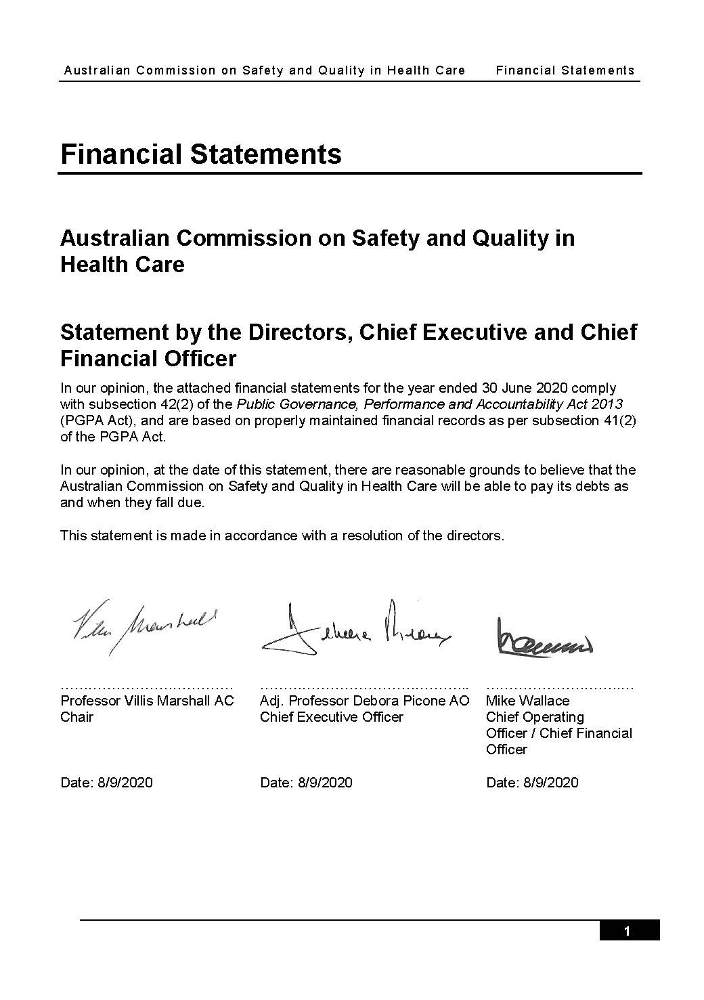 Australian Commission on Safety and Quality in Health Care Financial Statements
Financial Statements
Australian Commission on Safety and Quality in
Health Care
Statement by the Directors, Chief Executive and Chief
Financial Officer
In our opinion, the attached financial statements for the year ended 30 June 2020 comply
with subsection 42(2) of the Public Governance, Performance and Accountability Act 2013
(PGPA Act), and are based on properly maintained financial records as per subsection 41(2)
of the PGPA Act.
In our opinion, at the date of this statement, there are reasonable grounds to believe that the
Australian Commission on Safety and Quality in Health Care will be able to pay its debts as
and when they fall due.
This statement is made in accordance with a resolution of the directors.
Professor Villis Marshall AC
Chair
Date: 8/9/2020
Adj. Professor Debora Picone AO
Chief Executive Officer
Date: 8/9/2020
Mike Wallace
Chief Operating
Officer / Chief Financial
Officer
Date: 8/9/2020
1